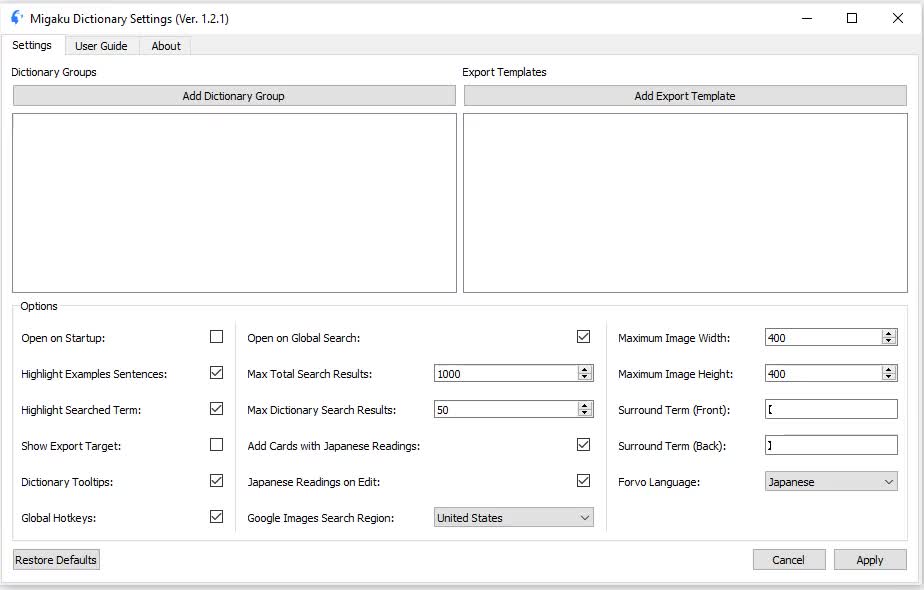 Migaku Dictionary Settings (Ver. 1.2.1)
Settings User Guide About
Dictionary Groups Export Templates
Add Dictionary Group Add Export Template
Options
Open on Startup: Open on Global Search: Maximum Image Width: 400
Highlight Examples Sentences: Max Total Search Results: 1000 Maximum Image Height: 400
Highlight Searched Term: Max Dictionary Search Results: 50 Surround Term (Front): 【
Show Export Target: Add Cards with Japanese Readings: Surround Term (Back): 】
Dictionary Tooltips: Japanese Readings on Edit: Forvo Language: Japanese
Global Hotkeys: Google Images Search Region: United States
Restore Defaults Cancel Apply